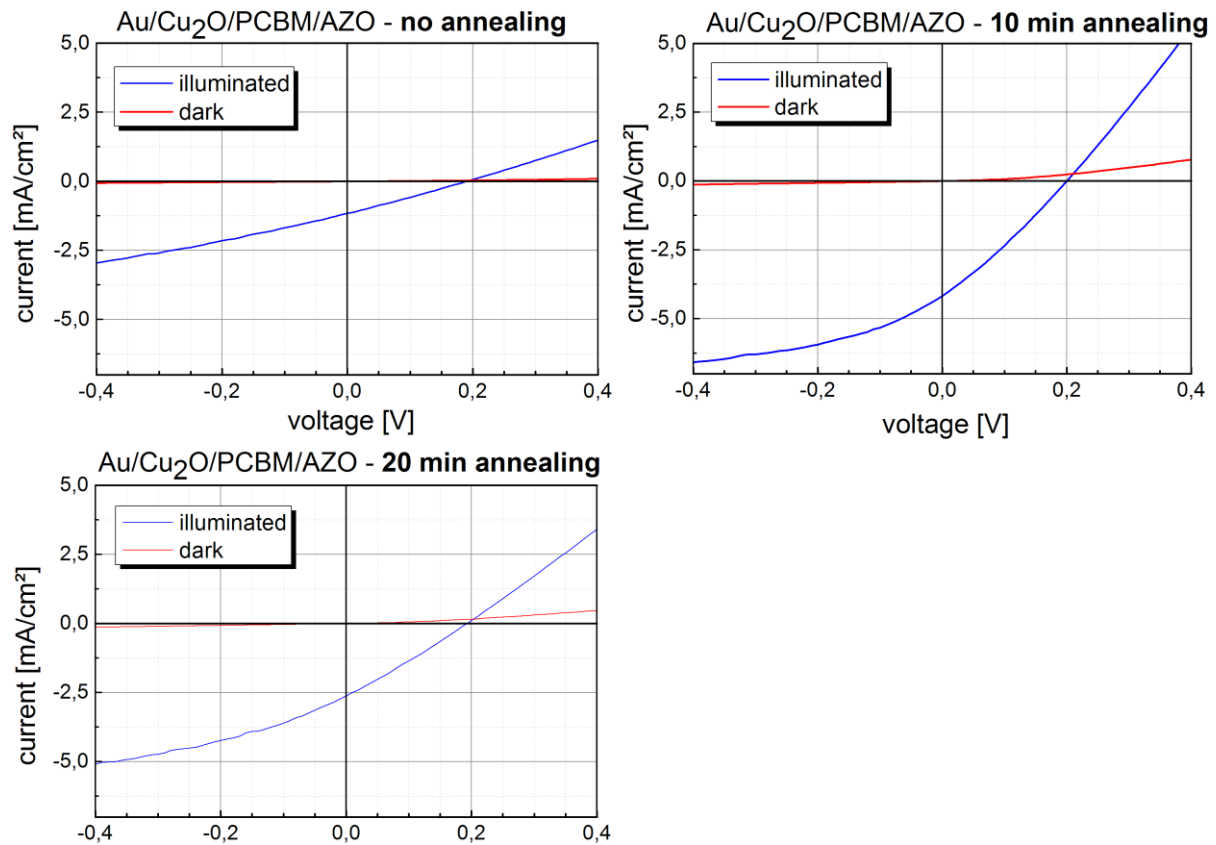 Au/Cu₂O/PCBM/AZO - no annealing
illuminated
dark
current [mA/cm²]
5,0
2,5
0,0
-2,5
-5,0
-0,4
-0,2
0,0
0,2
0,4
voltage [V]
Au/Cu₂O/PCBM/AZO - 10 min annealing
illuminated
dark
current [mA/cm²]
5,0
2,5
0,0
-2,5
-5,0
-0,4
-0,2
0,0
0,2
0,4
voltage [V]
Au/Cu₂O/PCBM/AZO - 20 min annealing
illuminated
dark
current [mA/cm²]
5,0
2,5
0,0
-2,5
-5,0
-0,4
-0,2
0,0
0,2
0,4